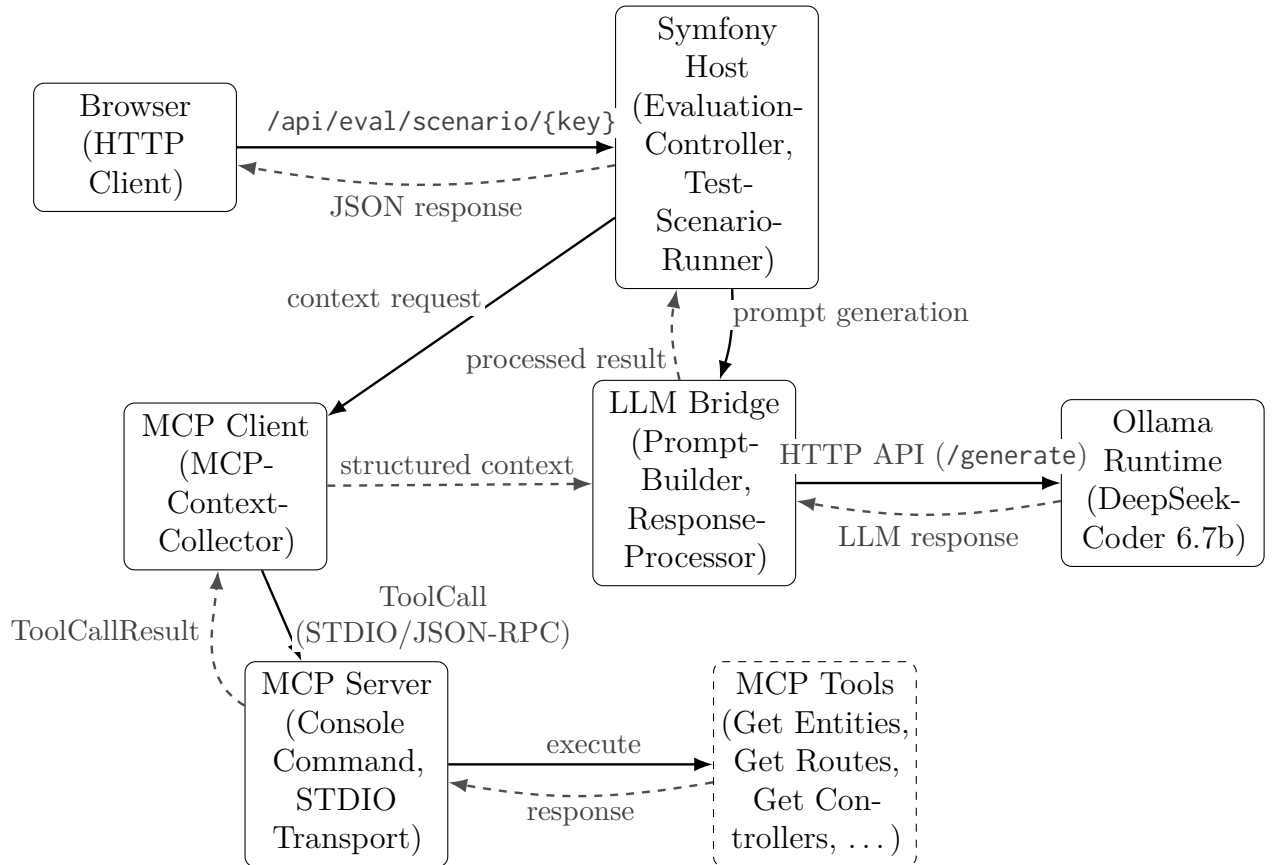 Symfony
Host
(Evaluation-
Controller,
Test-
Scenario-
Runner)
Browser
(HTTP
Client)
/api/eval/scenario/{key}
JSON response
context request
prompt generation
processed result
MCP Client
(MCP-
Context-
Collector)
structured context
LLM Bridge
(Prompt-
Builder,
Response-
Processor)
HTTP API (/generate)
LLM response
Ollama
Runtime
(DeepSeek-
Coder 6.7b)
ToolCallResult
ToolCall
(STDIO/JSON-RPC)
MCP Server
(Console
Command,
STDIO
Transport)
execute
response
MCP Tools
(Get Entities,
Get Routes,
Get Con-
trollers, ...)